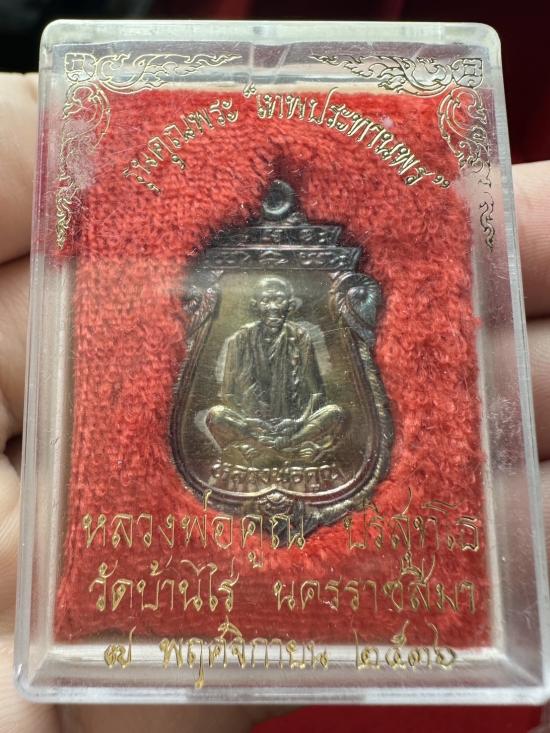 รุ่นคูณพระ "เทพประทานพร"
หลวงพ่อคูณ
หลวงพ่อคูณ ปริสุทฺโธ
วัดบ้านไร่ นครราชสีมา
๗ พฤศจิกายน ๒๕๓๖